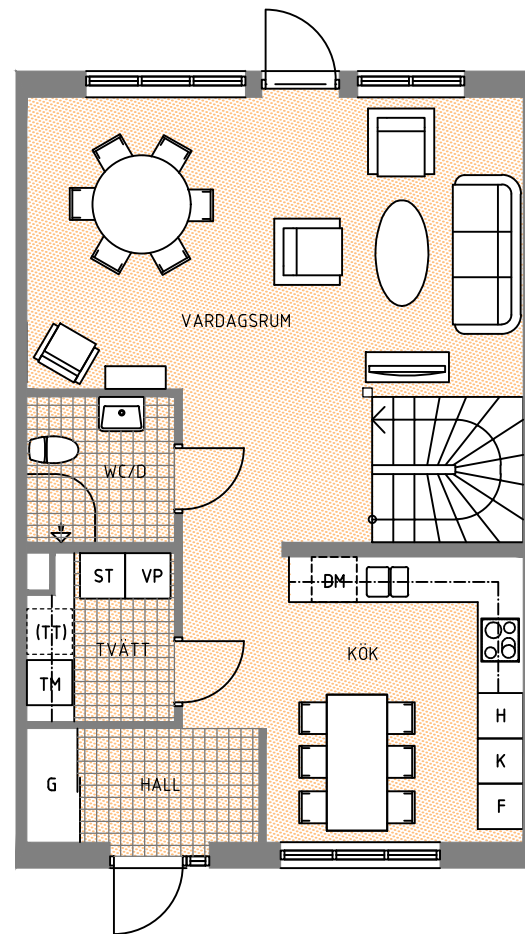 VARDAGSRUM
WC/D
ST VP
DM
(TT)
TVÄTT
KÖK
TM
H
K
G
HALL
F